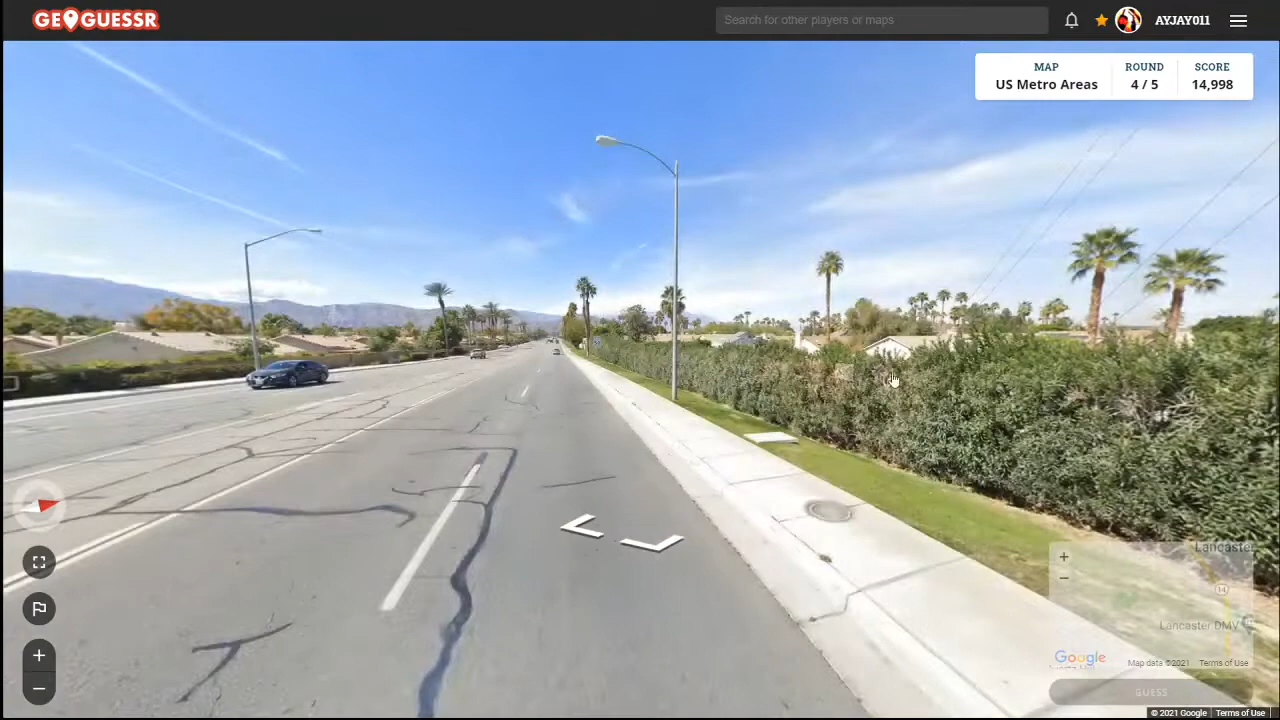 GEOGUESSR
Search for other players or maps
AYJAY011
MAP ROUND SCORE
US Metro Areas 4 / 5 14,998
Lancaster
14
Lancaster DMV
Google
Map data ©2021 Terms of Use
GUESS
© 2021 Google Terms of Use